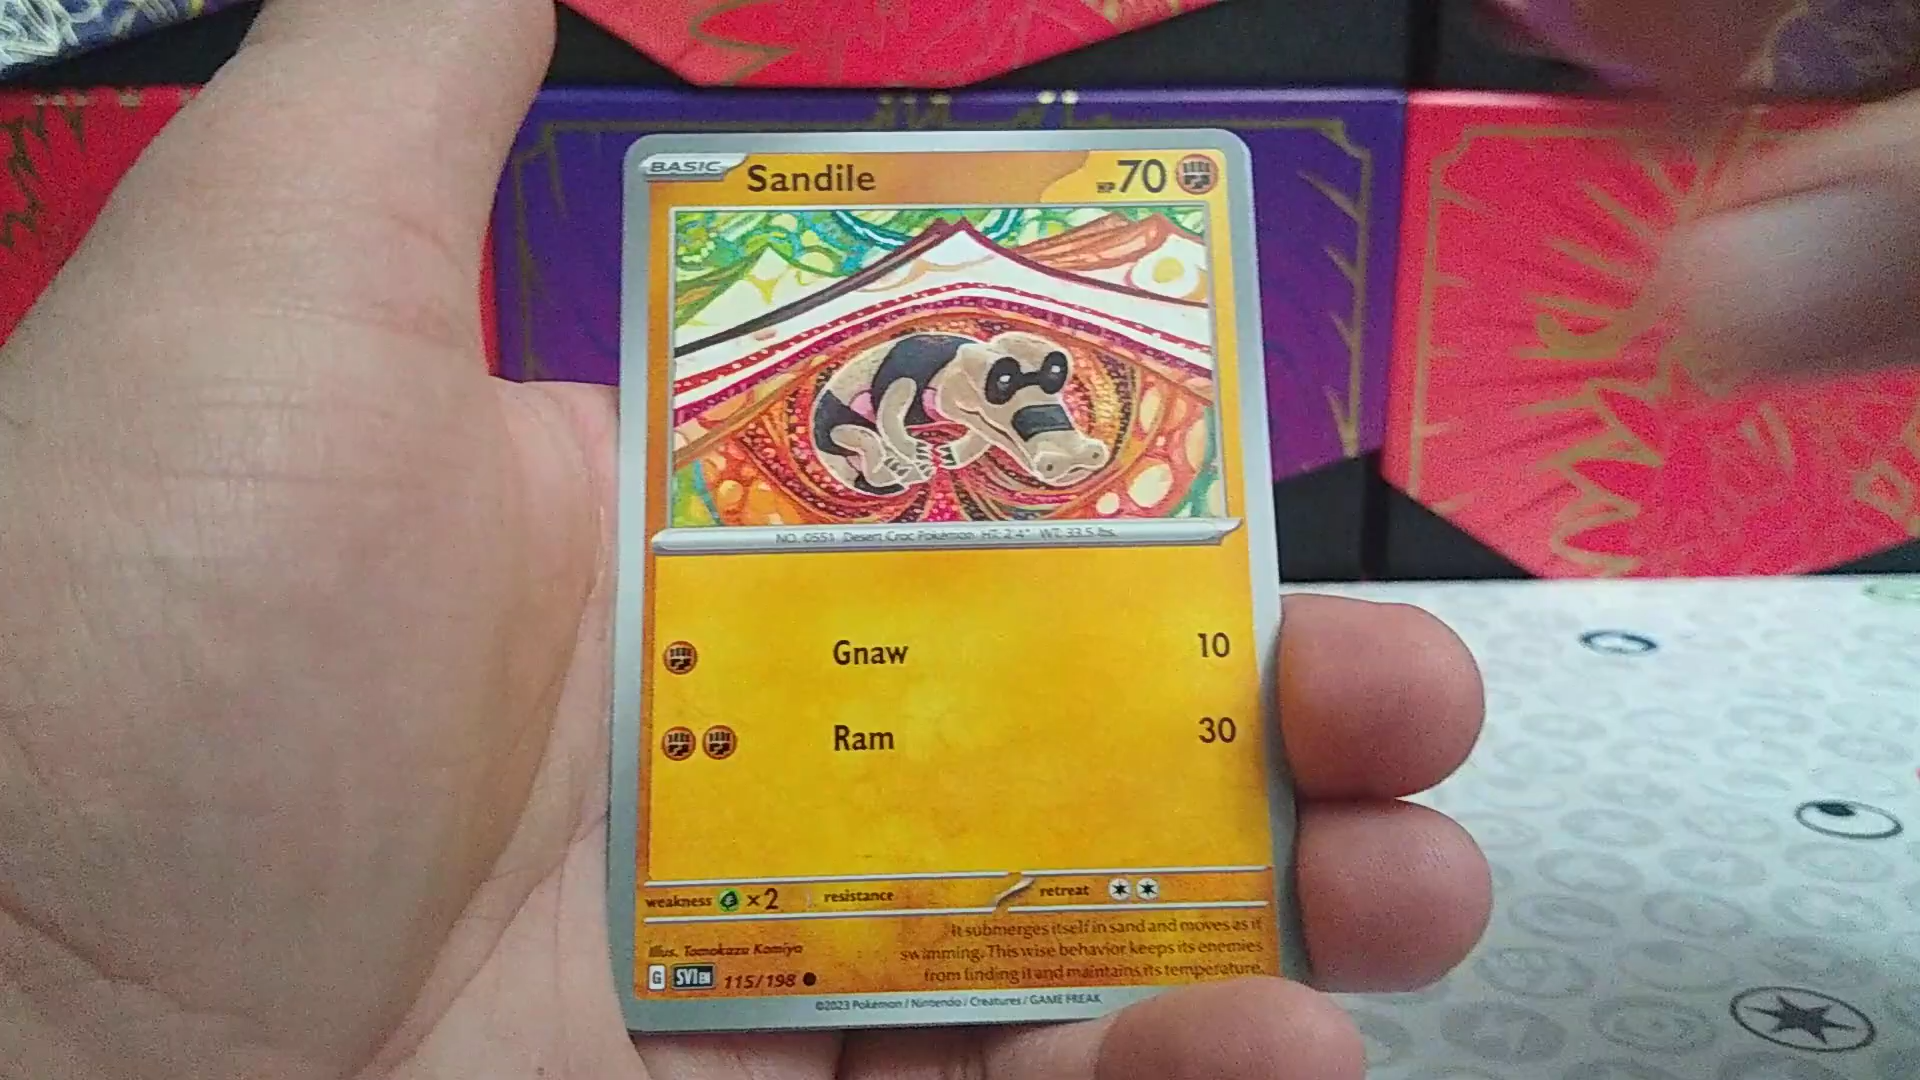 BASIC Sandile HP 70
NO. 0551 Desert Croc Pokémon HT: 2'4" WT: 33.5 lbs.
Gnaw 10
Ram 30
weakness ×2 resistance retreat
It submerges itself in sand and moves as if
swimming. This wise behavior keeps its enemies
from finding it and maintains its temperature.
Illus. Tomokazu Komiya
G SVI EN 115/198
©2023 Pokémon / Nintendo / Creatures / GAME FREAK